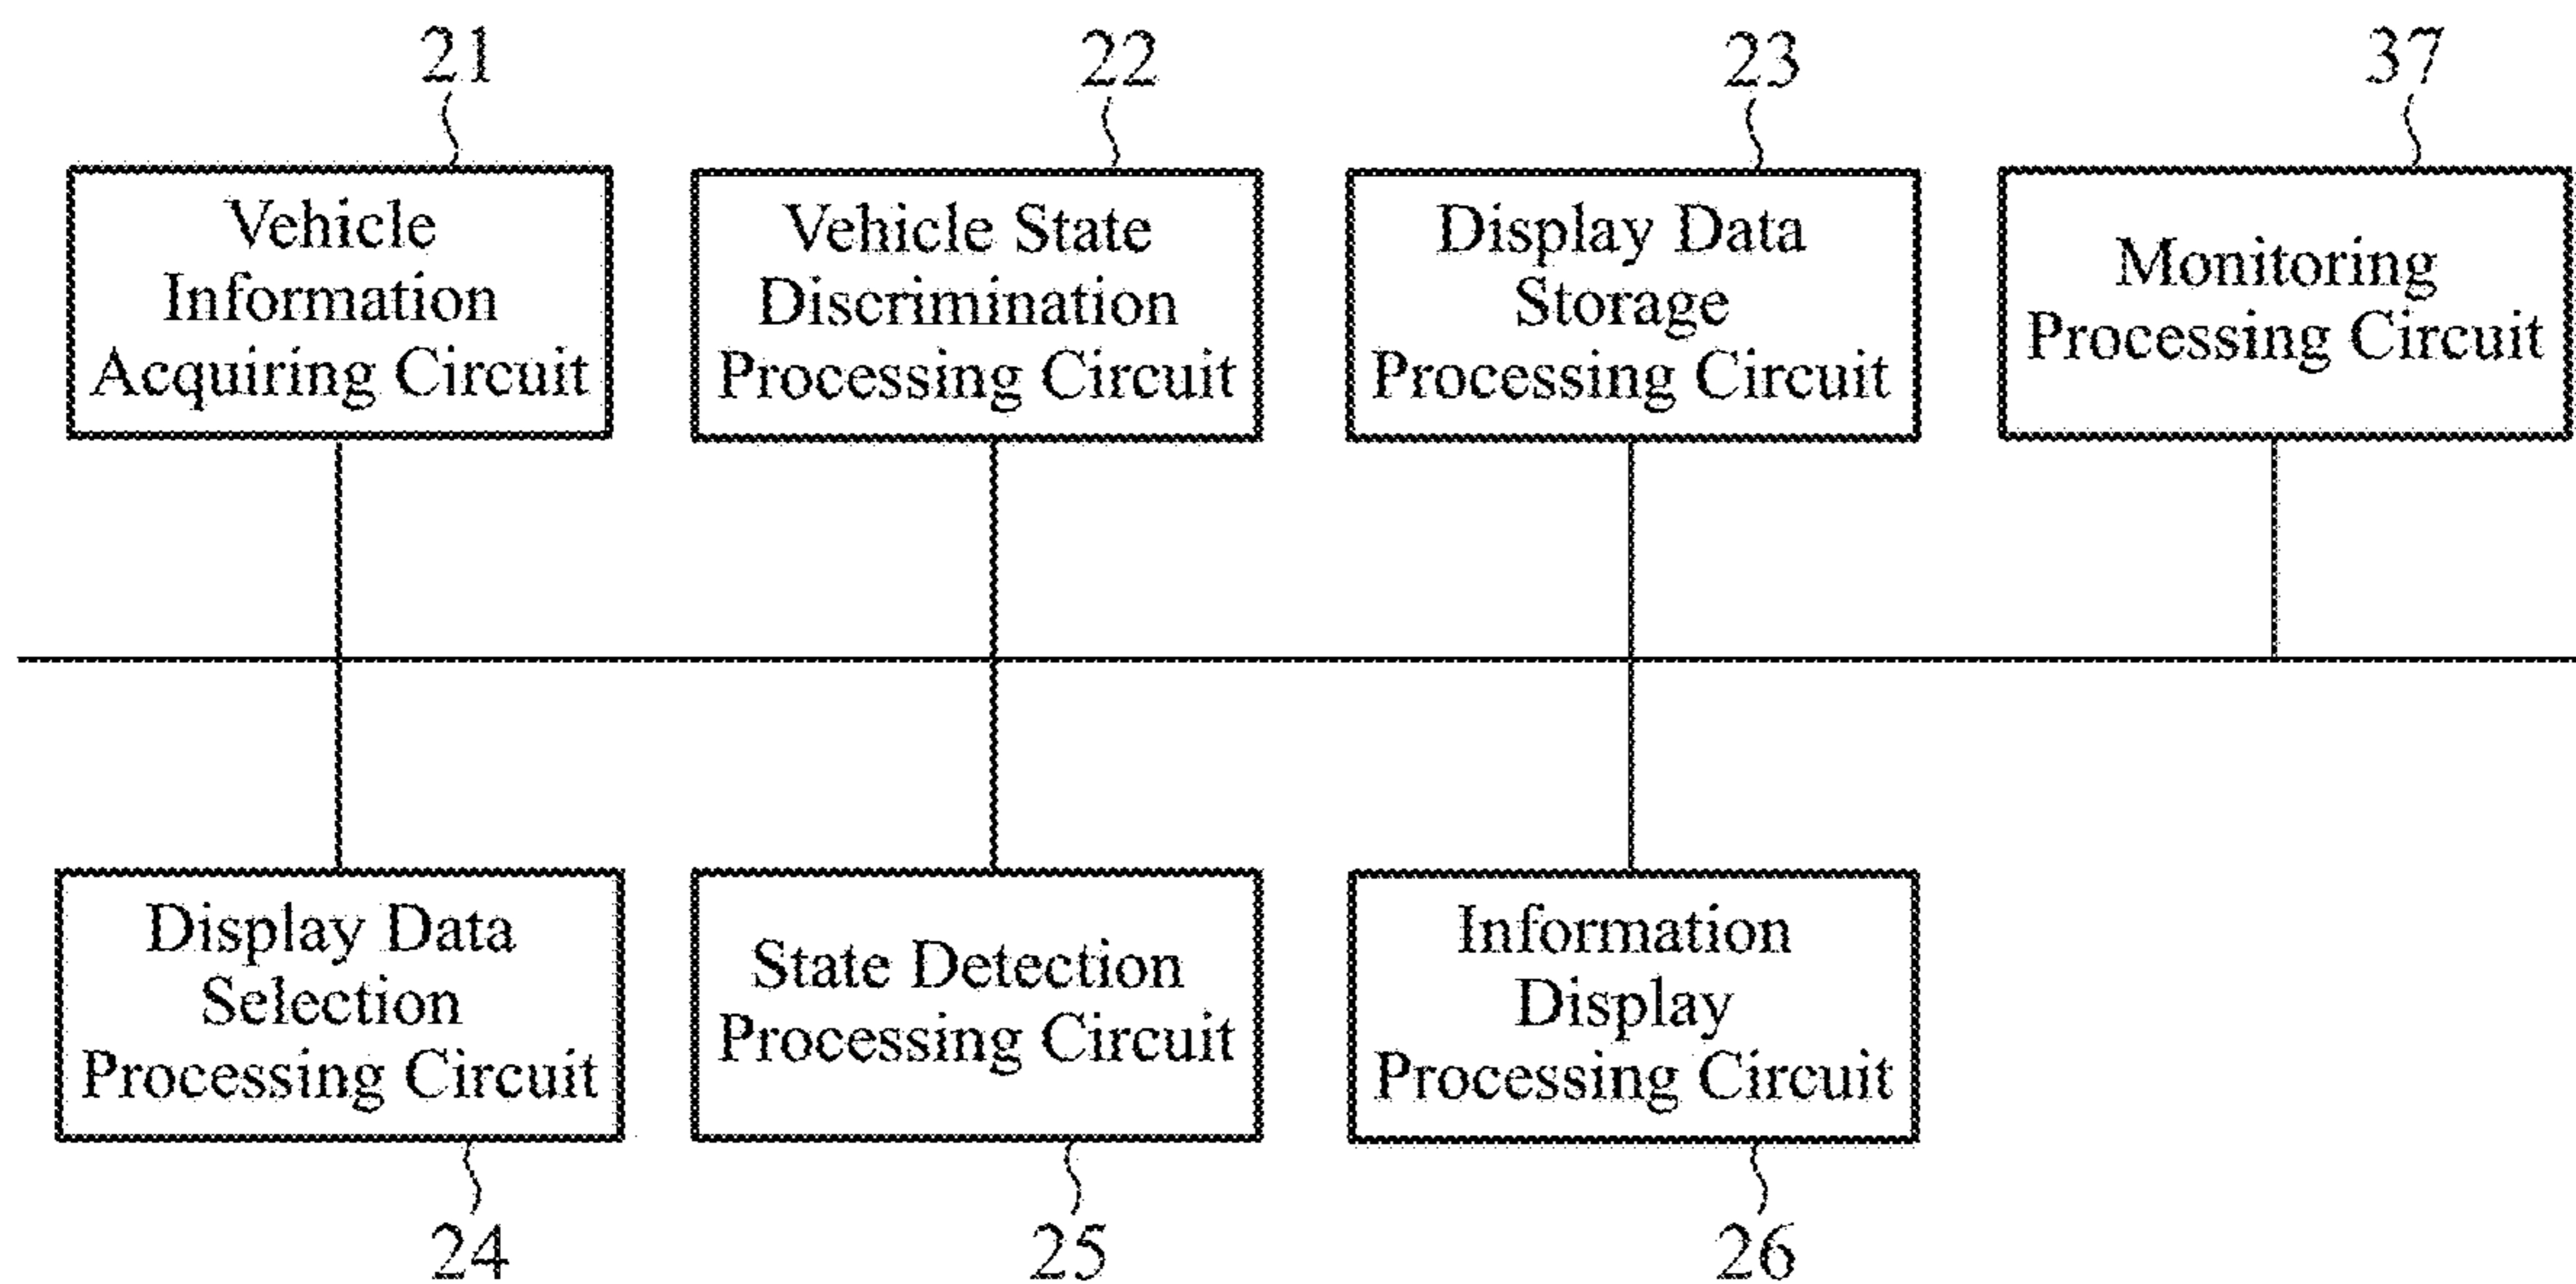 21
22
23
37
Vehicle
Information
Acquiring Circuit
Vehicle State
Discrimination
Processing Circuit
Display Data
Storage
Processing Circuit
Monitoring
Processing Circuit
Display Data
Selection
Processing Circuit
State Detection
Processing Circuit
Information
Display
Processing Circuit
24
25
26